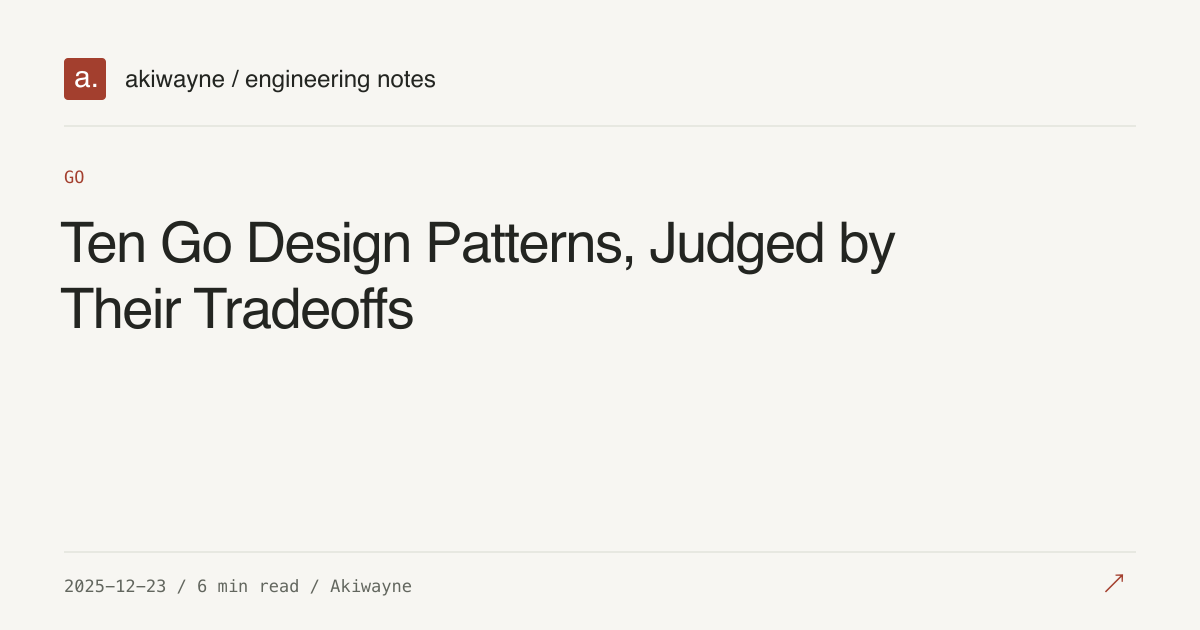 a. akiwayne / engineering notes
GO
Ten Go Design Patterns, Judged by
Their Tradeoffs
2025-12-23 / 6 min read / Akiwayne